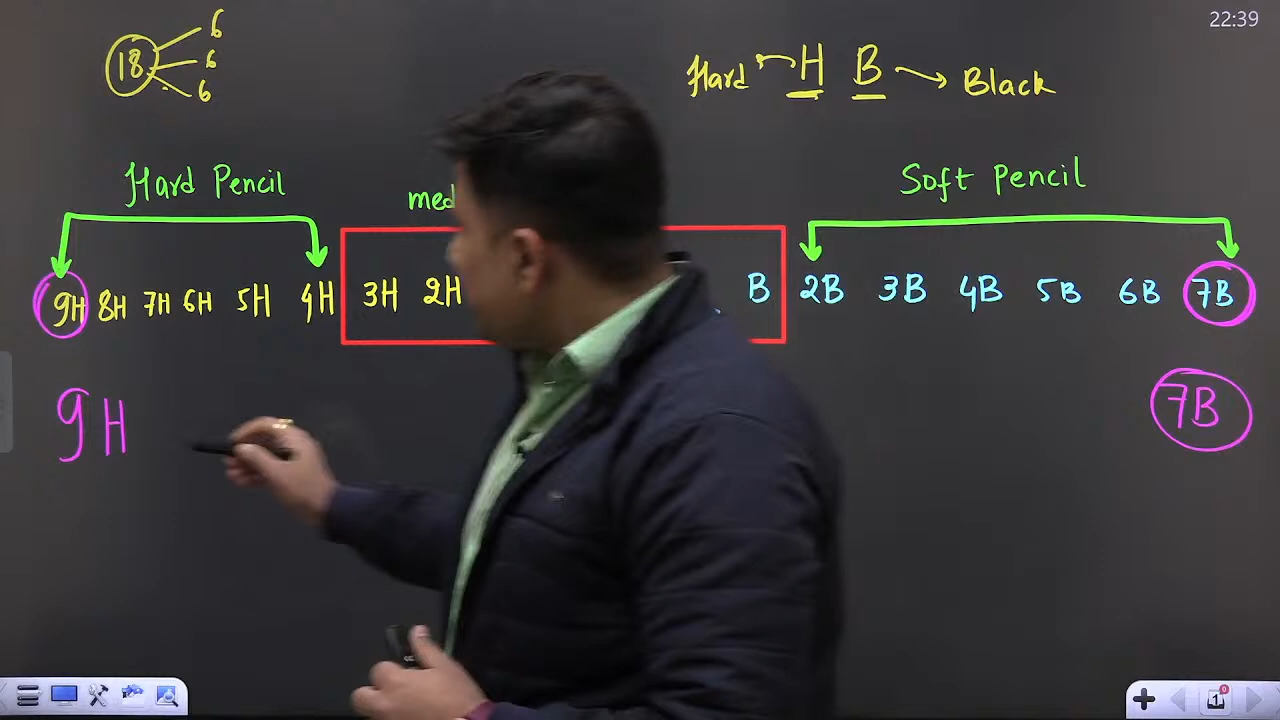 22:39
18 6
6
6
Hard H B Black
Hard Pencil
Soft Pencil
9H 8H 7H 6H 5H 4H 3H 2H B 2B 3B 4B 5B 6B 7B
9H 7B
1